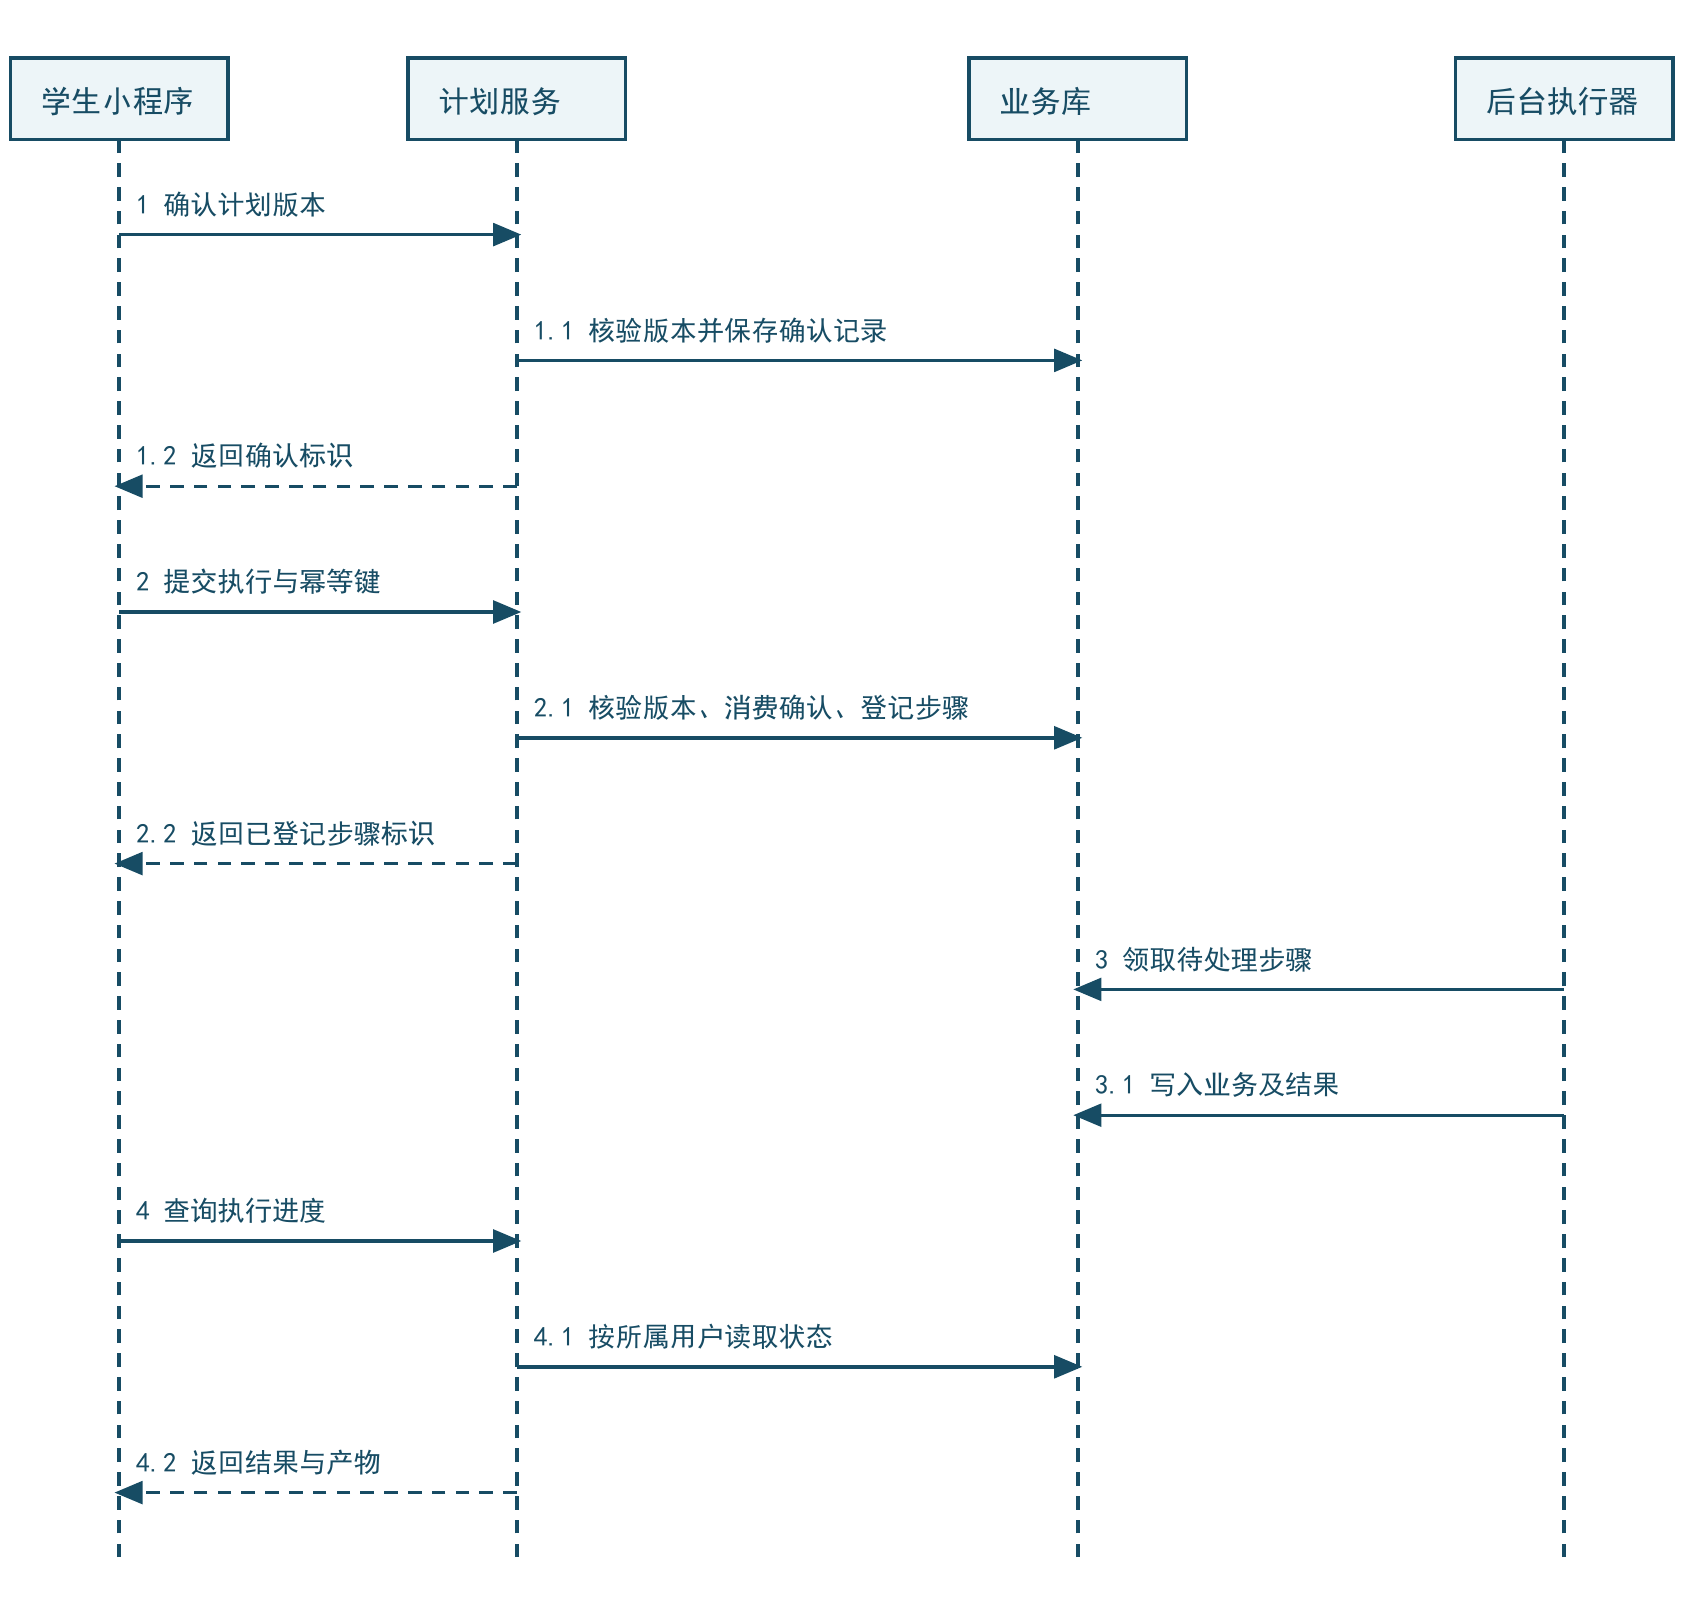 学生小程序
计划服务
业务库
后台执行器
1 确认计划版本
1.1 核验版本并保存确认记录
1.2 返回确认标识
2 提交执行与幂等键
2.1 核验版本、消费确认、登记步骤
2.2 返回已登记步骤标识
3 领取待处理步骤
3.1 写入业务及结果
4 查询执行进度
4.1 按所属用户读取状态
4.2 返回结果与产物